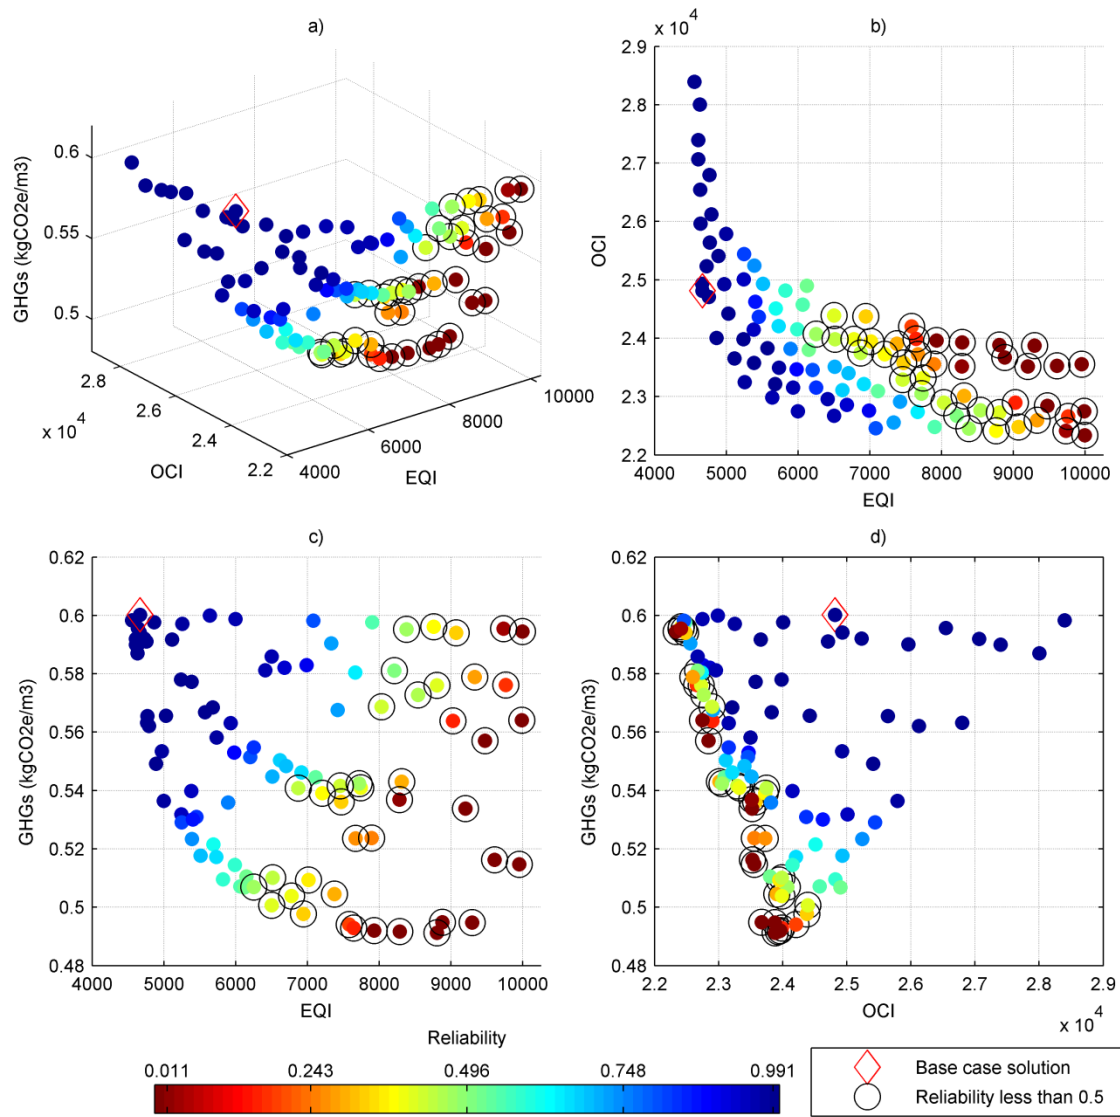 a)
GHGs (kgCO2e/m3)
0.6
0.55
0.5
2.8
2.6
2.4
2.2
x 10^4
OCI
4000
6000
8000
10000
EQI
b)
x 10^4
OCI
2.9
2.8
2.7
2.6
2.5
2.4
2.3
2.2
4000 5000 6000 7000 8000 9000 10000
EQI
c)
GHGs (kgCO2e/m3)
0.62
0.6
0.58
0.56
0.54
0.52
0.5
0.48
4000 5000 6000 7000 8000 9000 10000
EQI
d)
GHGs (kgCO2e/m3)
0.62
0.6
0.58
0.56
0.54
0.52
0.5
0.48
2.2 2.3 2.4 2.5 2.6 2.7 2.8 2.9
OCI
x 10^4
Reliability
0.011 0.243 0.496 0.748 0.991
Base case solution
Reliability less than 0.5